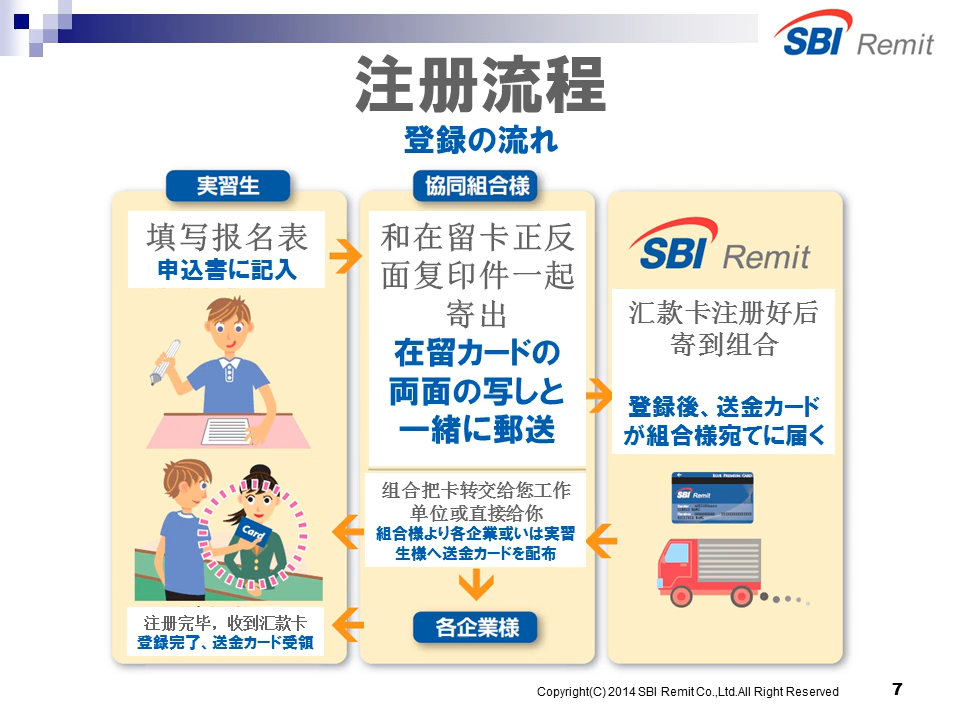 SBI Remit
注册流程
登録の流れ
実習生
填写报名表
申込書に記入
Card
注册完毕，收到汇款卡
登録完了、送金カード受領
協同組合様
和在留卡正反
面复印件一起
寄出
在留カードの
両面の写しと
一緒に郵送
组合把卡转交给您工作
单位或直接给你
組合様より各企業或いは実習
生様へ送金カードを配布
各企業様
SBI Remit
汇款卡注册好后
寄到组合
登録後、送金カード
が組合様宛てに届く
SBI Remit
Copyright(C) 2014 SBI Remit Co.,Ltd.All Right Reserved
7